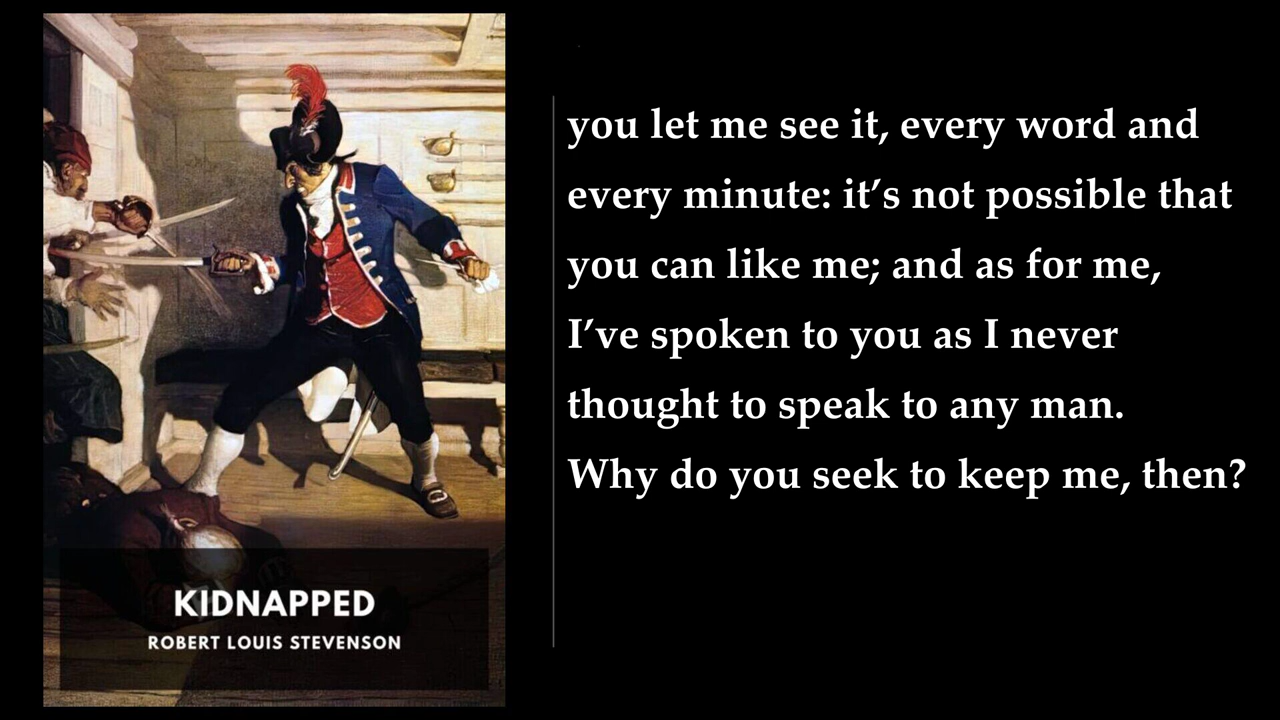 KIDNAPPED
ROBERT LOUIS STEVENSON
you let me see it, every word and
every minute: it’s not possible that
you can like me; and as for me,
I’ve spoken to you as I never
thought to speak to any man.
Why do you seek to keep me, then?